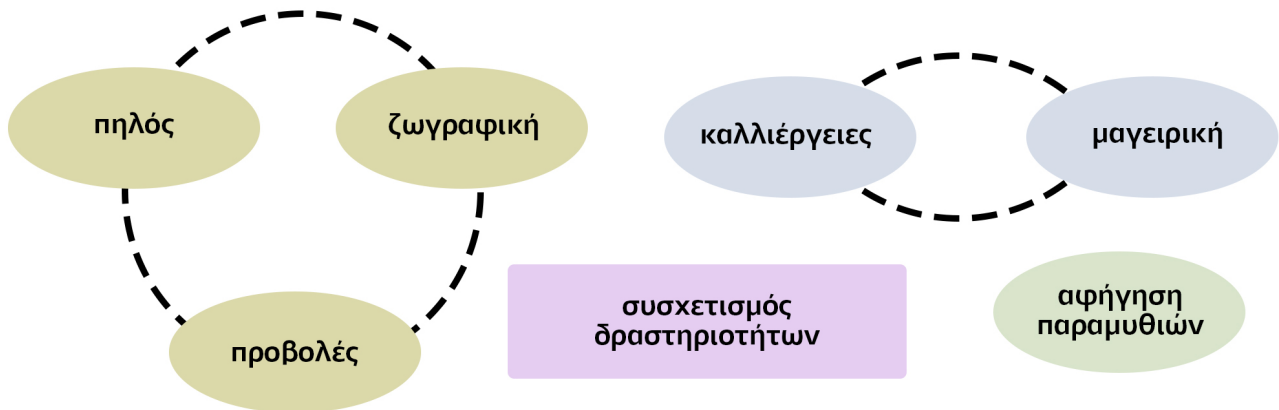 πηλός
ζωγραφική
καλλιέργειες
μαγειρική
προβολές
συσχετισμός
δραστηριοτήτων
αφήγηση
παραμυθιών